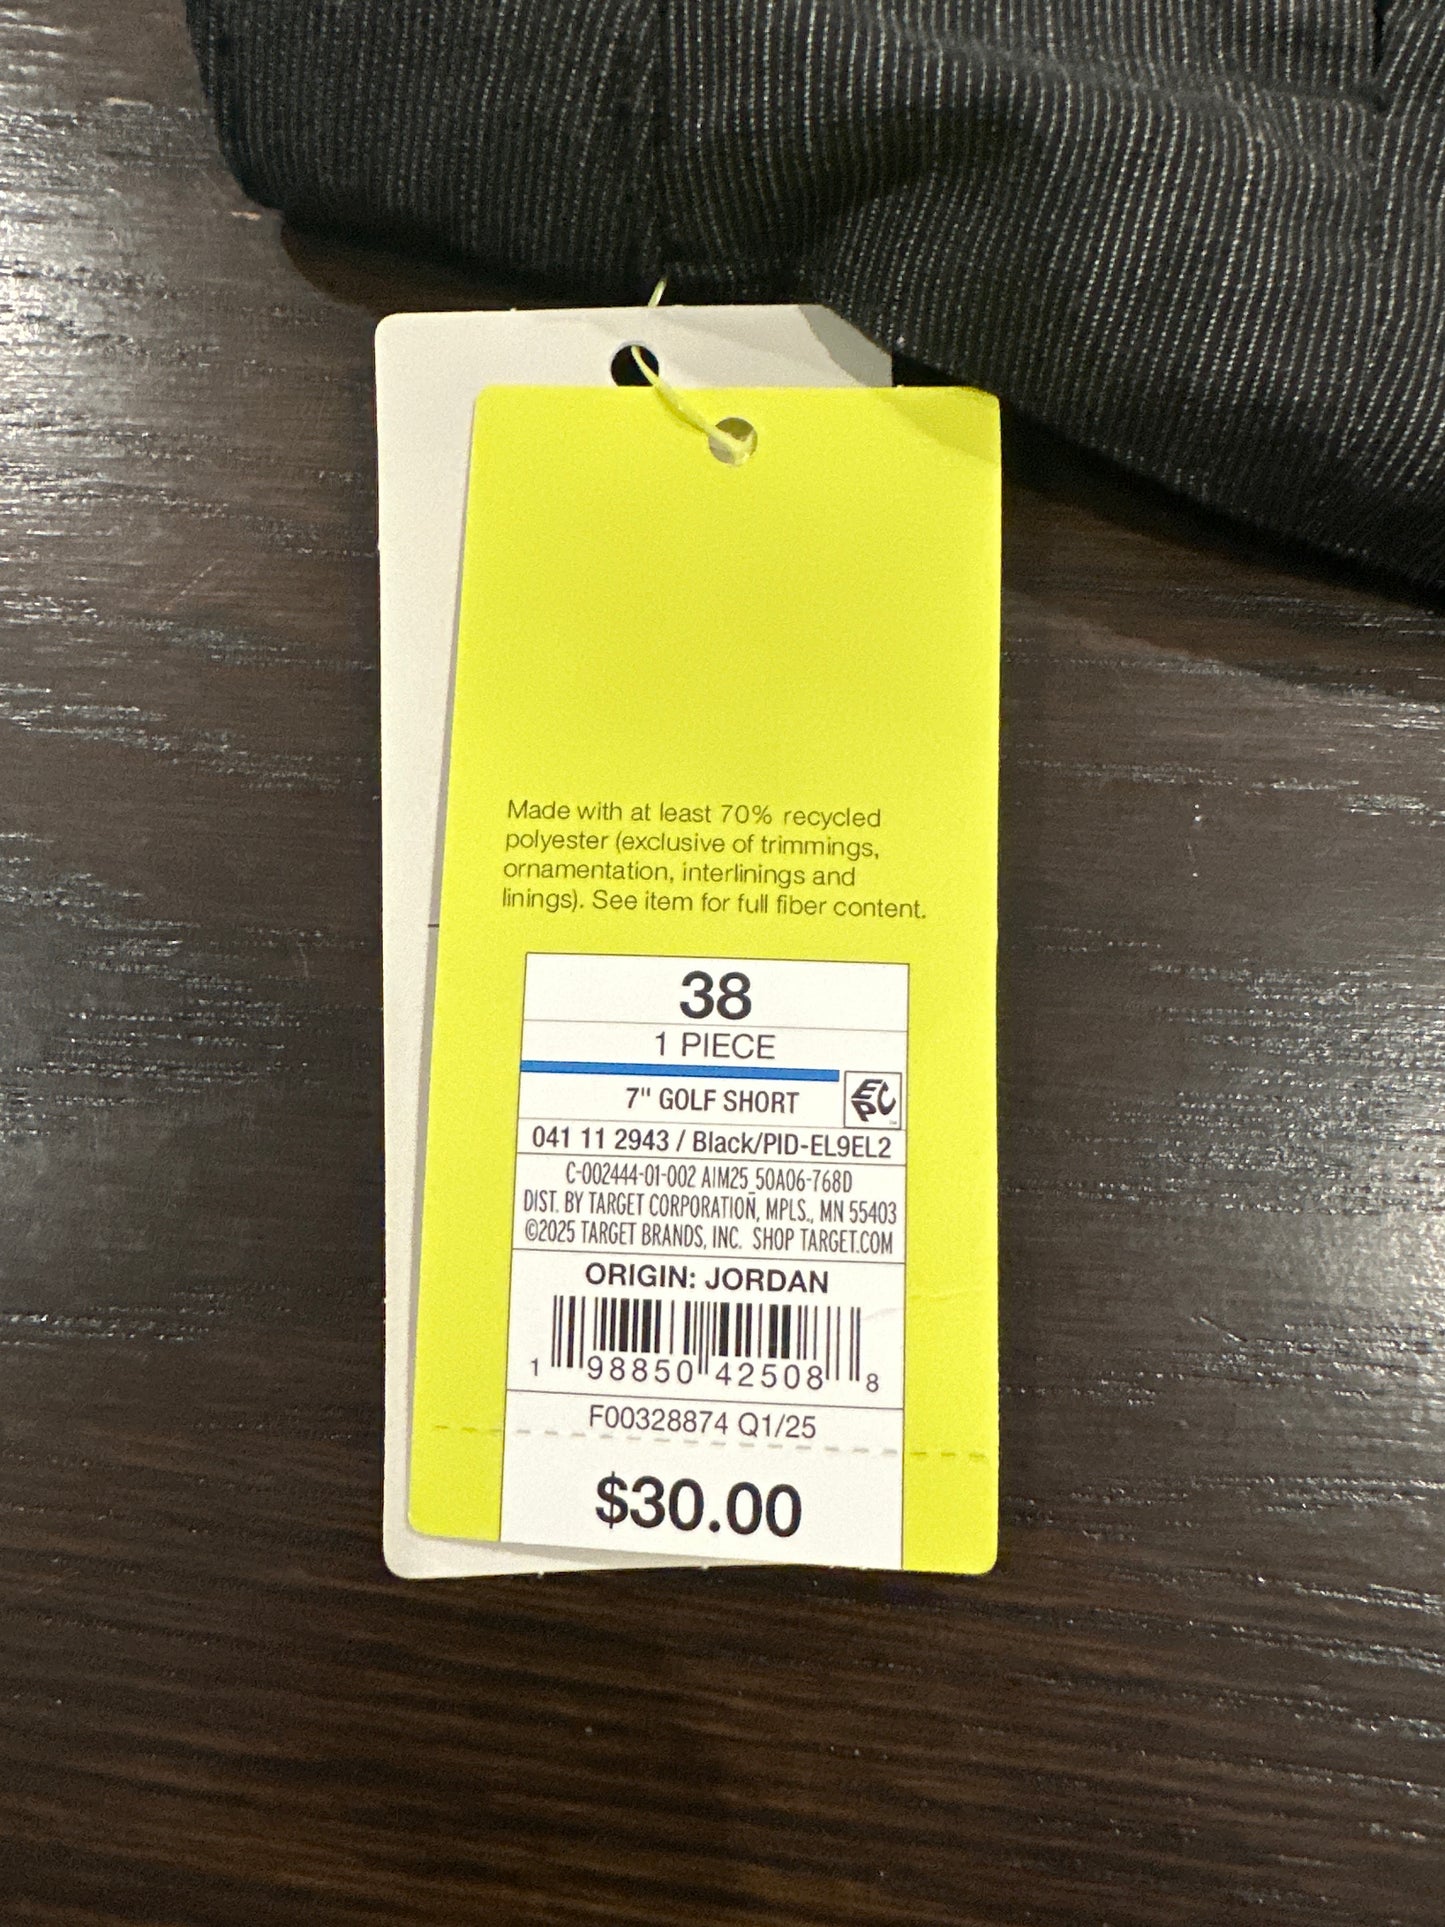 Made with at least 70% recycled
polyester (exclusive of trimmings,
ornamentation, interlinings and
linings). See item for full fiber content.
38
1 PIECE
7" GOLF SHORT
EPC
041 11 2943 / Black/PID-EL9EL2
C-002444-01-002 AIM25_50A06-768D
DIST. BY TARGET CORPORATION, MPLS., MN 55403
©2025 TARGET BRANDS, INC. SHOP TARGET.COM
ORIGIN: JORDAN
1 98850 42508 8
F00328874 Q1/25
$30.00